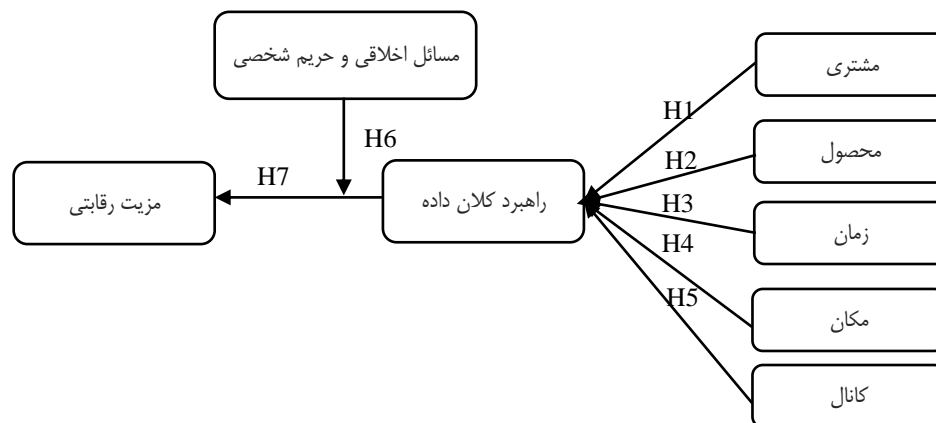 مسائل اخلاقی و حریم شخصی
مشتری
H1
محصول
H2
H6
زمان
H3
راهبرد کلان داده
H7
مزیت رقابتی
H4
مکان
H5
کانال